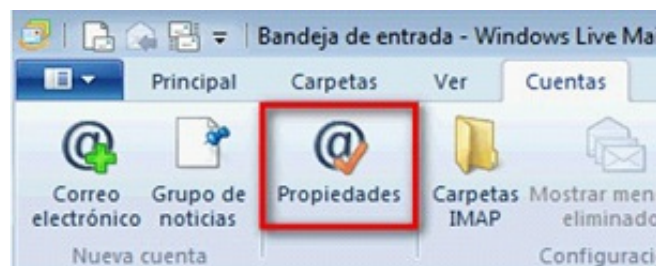 Bandeja de entrada - Windows Live Mai
Principal Carpetas Ver Cuentas
Correo electrónico
Grupo de noticias
Propiedades
Carpetas IMAP
Mostrar men
eliminado
Nueva cuenta
Configuraci